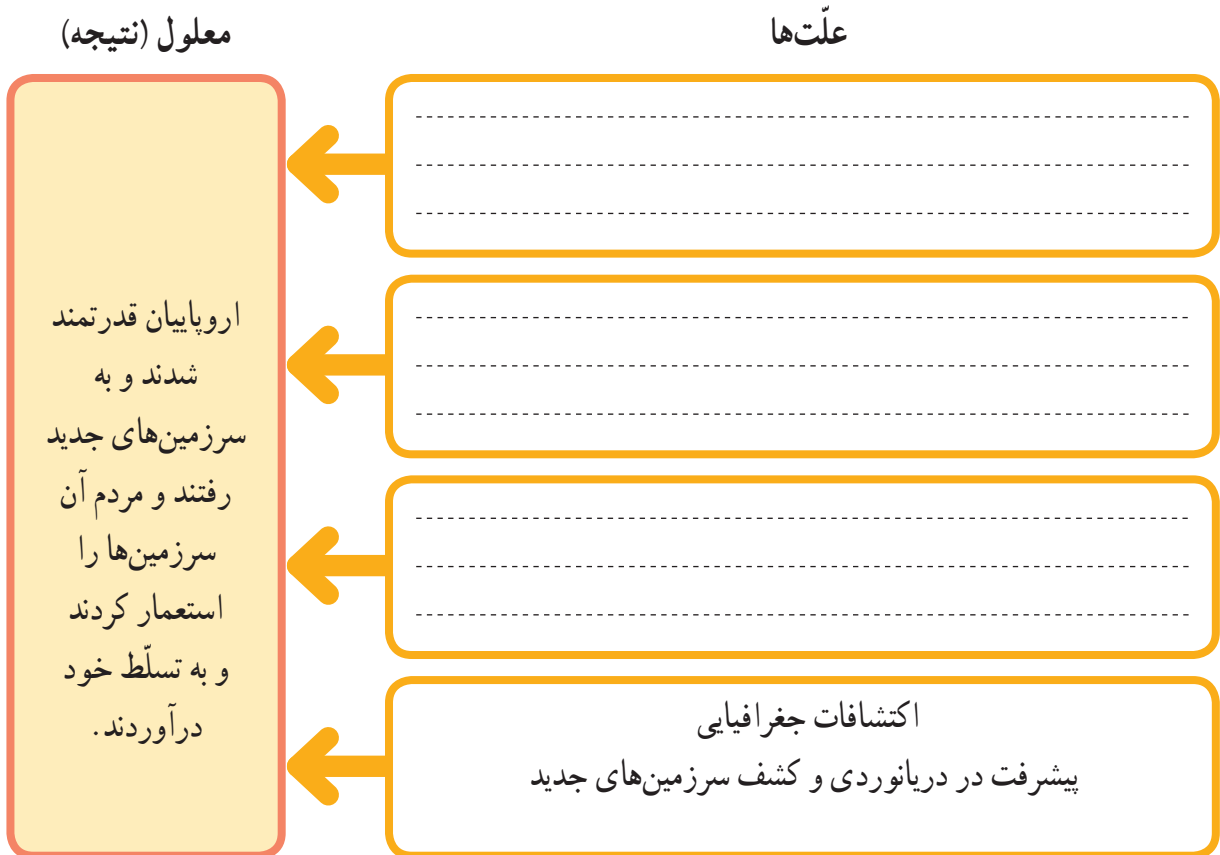 علّت‌ها
معلول (نتیجه)
اکتشافات جغرافیایی
پیشرفت در دریانوردی و کشف سرزمین‌های جدید
اروپاییان قدرتمند
شدند و به
سرزمین‌های جدید
رفتند و مردم آن
سرزمین‌ها را
استعمار کردند
و به تسلّط خود
درآوردند.